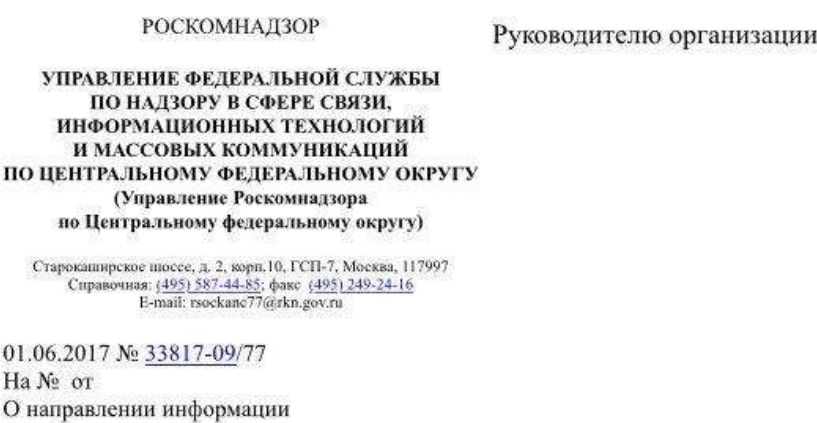 РОСКОМНАДЗОР
Руководителю организации
УПРАВЛЕНИЕ ФЕДЕРАЛЬНОЙ СЛУЖБЫ
ПО НАДЗОРУ В СФЕРЕ СВЯЗИ,
ИНФОРМАЦИОННЫХ ТЕХНОЛОГИЙ
И МАССОВЫХ КОММУНИКАЦИЙ
ПО ЦЕНТРАЛЬНОМУ ФЕДЕРАЛЬНОМУ ОКРУГУ
(Управление Роскомнадзора
по Центральному федеральному округу)
Старокаширское шоссе, д. 2, корп.10, ГСП-7, Москва, 117997
Справочная: (495) 587-44-85; факс (495) 249-24-16
E-mail: rsockanc77@rkn.gov.ru
01.06.2017 № 33817-09/77
На № от
О направлении информации